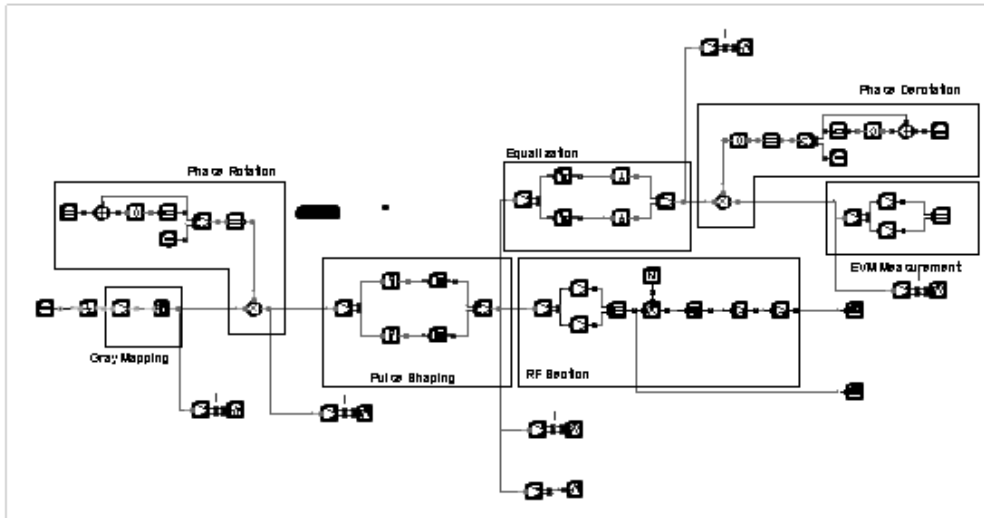 Phase Derotation
Equalization
Phase Rotation
EVM Measurement
Gray Mapping
Pulse Shaping
RF Section